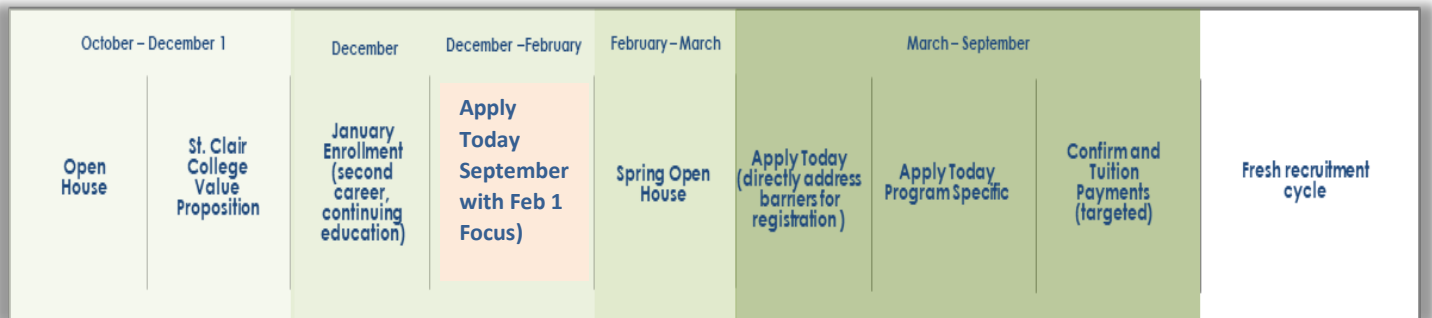 October – December 1
December
December –February
February – March
March – September
Open
House
St. Clair
College
Value
Proposition
January
Enrollment
(second
career,
continuing
education)
Apply
Today
September
with Feb 1
Focus)
Spring Open
House
Apply Today
(directly address
barriers for
registration )
Apply Today
Program Specific
Confirm and
Tuition
Payments
(targeted)
Fresh recruitment
cycle